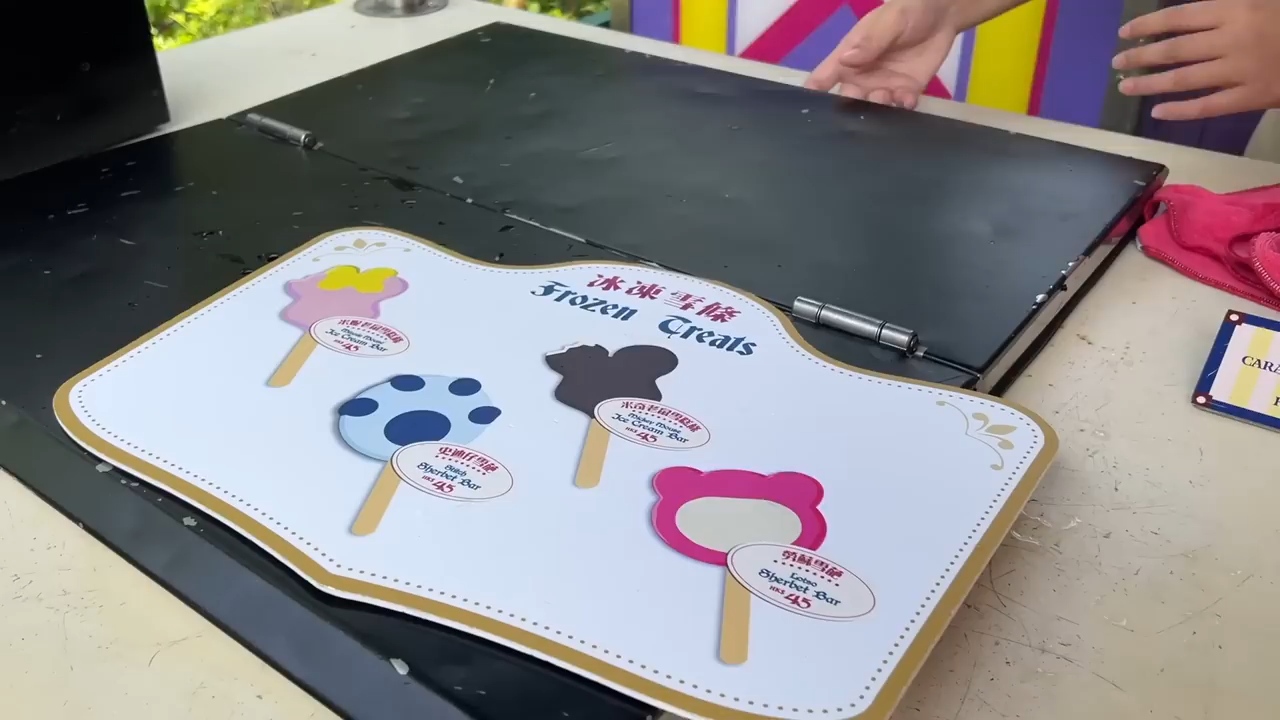 冰凍雪條
Frozen Treats
米妮老鼠雪糕條
Minnie Mouse
Ice Cream Bar
HK$45
米奇老鼠雪糕條
Mickey Mouse
Ice Cream Bar
HK$45
史迪仔雪葩
Stitch
Sherbet Bar
HK$45
勞蘇雪葩
Lotso
Sherbet Bar
HK$45